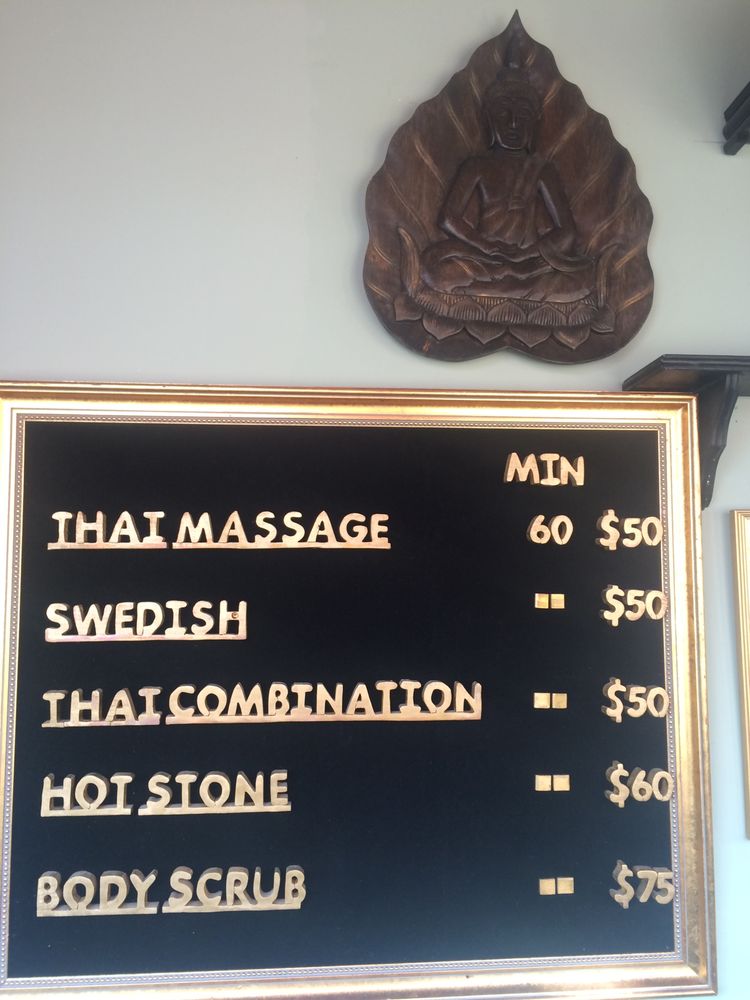 MIN
THAI MASSAGE 60 $50
SWEDISH " $50
THAI COMBINATION " $50
HOT STONE " $60
BODY SCRUB " $75